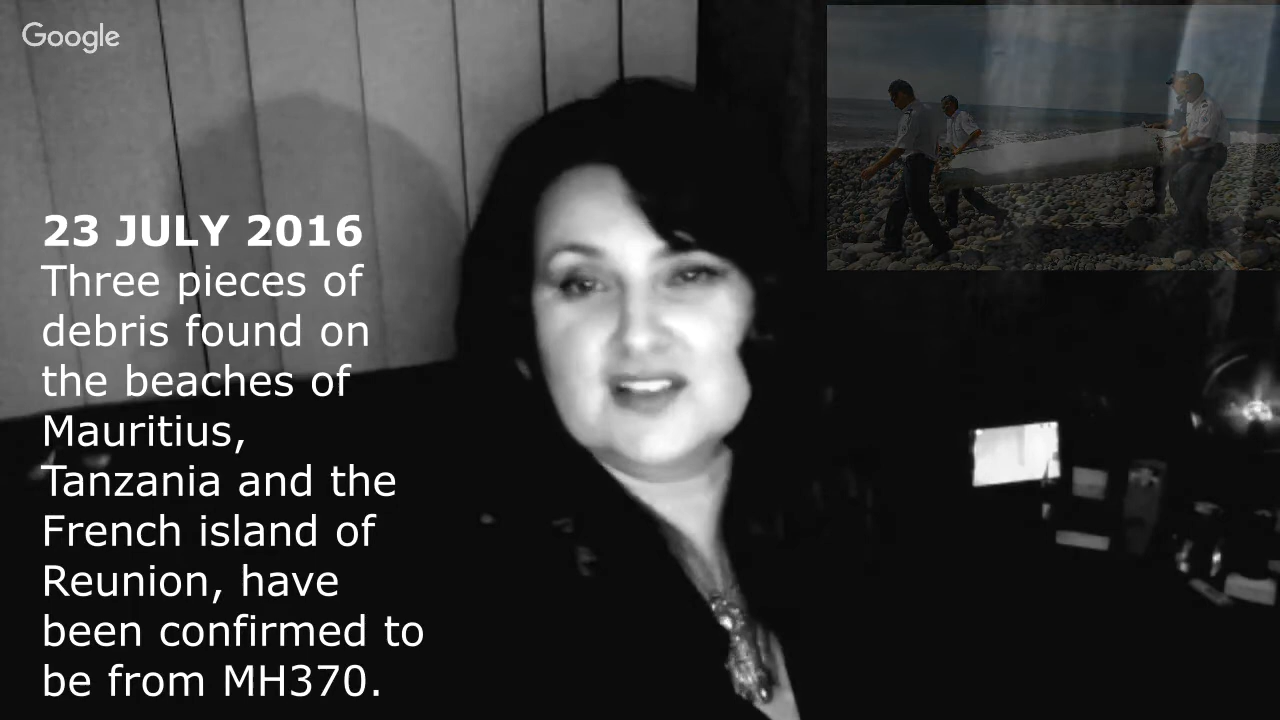 Google
23 JULY 2016
Three pieces of
debris found on
the beaches of
Mauritius,
Tanzania and the
French island of
Reunion, have
been confirmed to
be from MH370.